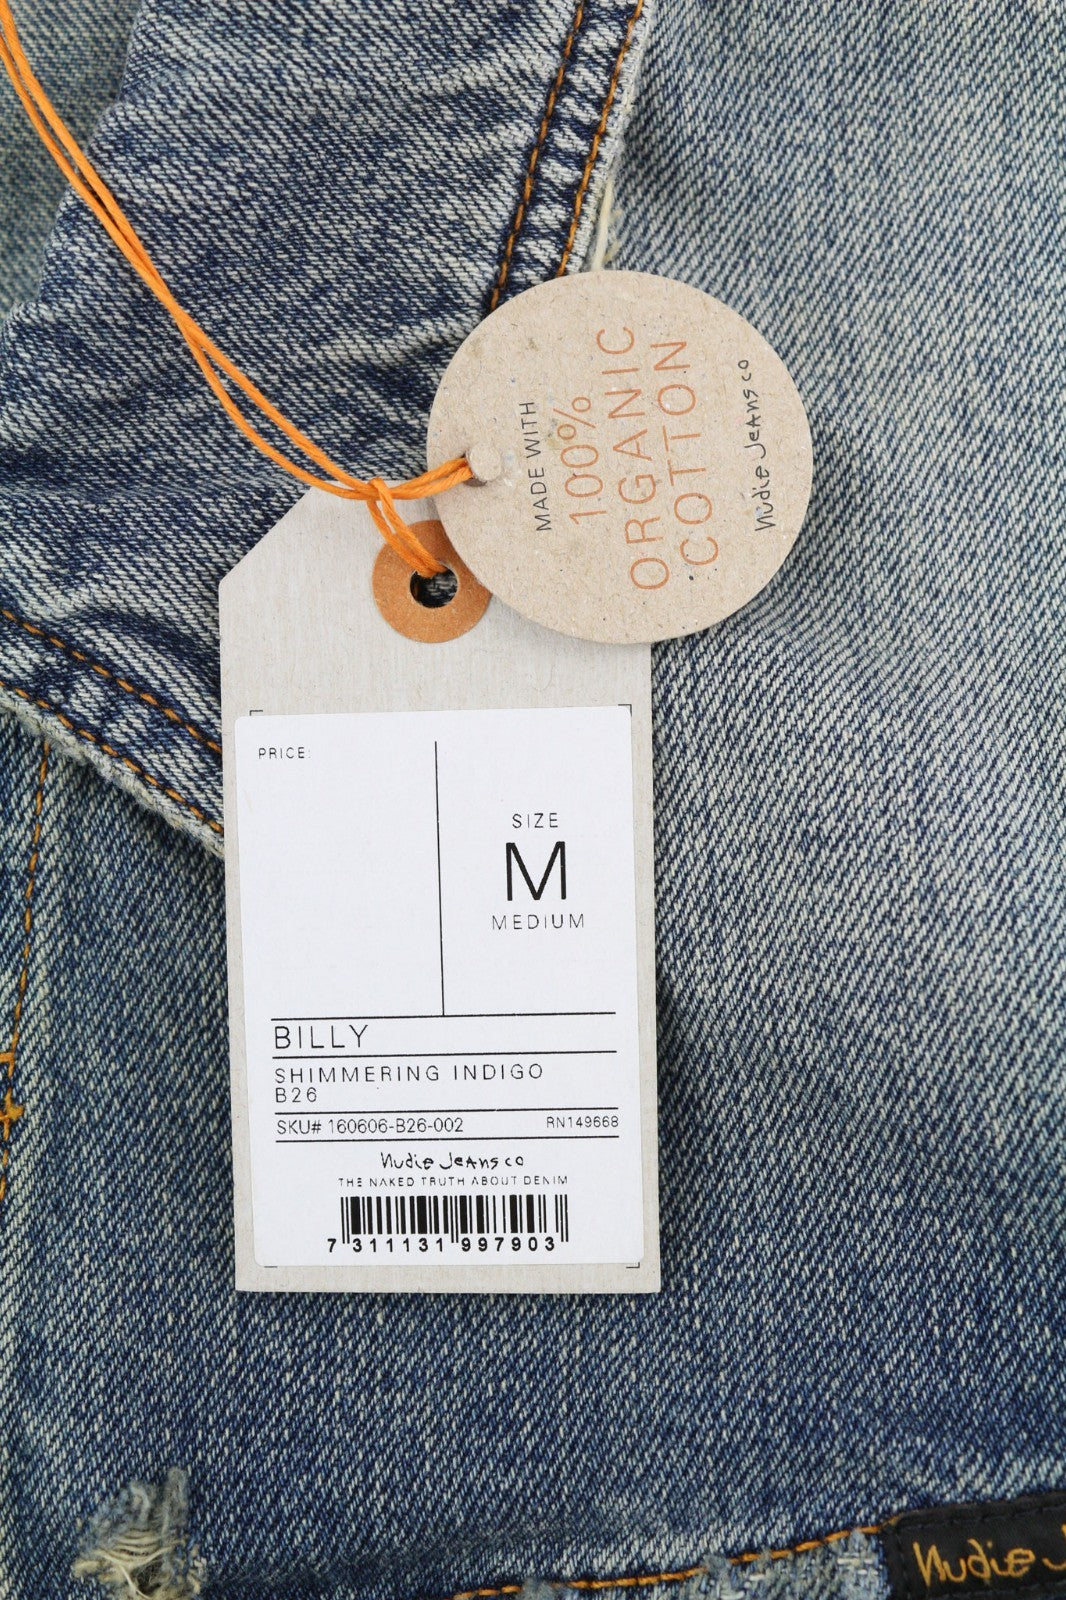 MADE WITH
100%
ORGANIC
COTTON
Nudie Jeans co
PRICE:
SIZE
M
MEDIUM
BILLY
SHIMMERING INDIGO
B26
SKU# 160606-B26-002 RN149668
Nudie Jeans co
THE NAKED TRUTH ABOUT DENIM
7 311131 997903
Nudie J